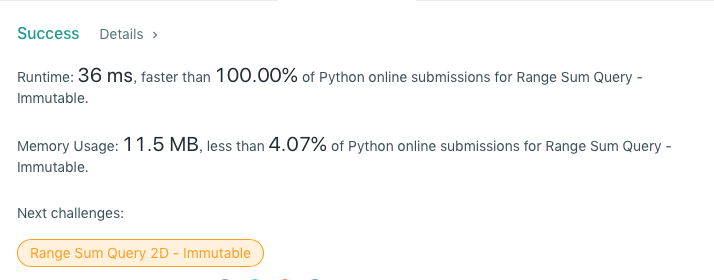 Success Details >
Runtime: 36 ms, faster than 100.00% of Python online submissions for Range Sum Query -
Immutable.
Memory Usage: 11.5 MB, less than 4.07% of Python online submissions for Range Sum Query -
Immutable.
Next challenges:
Range Sum Query 2D - Immutable